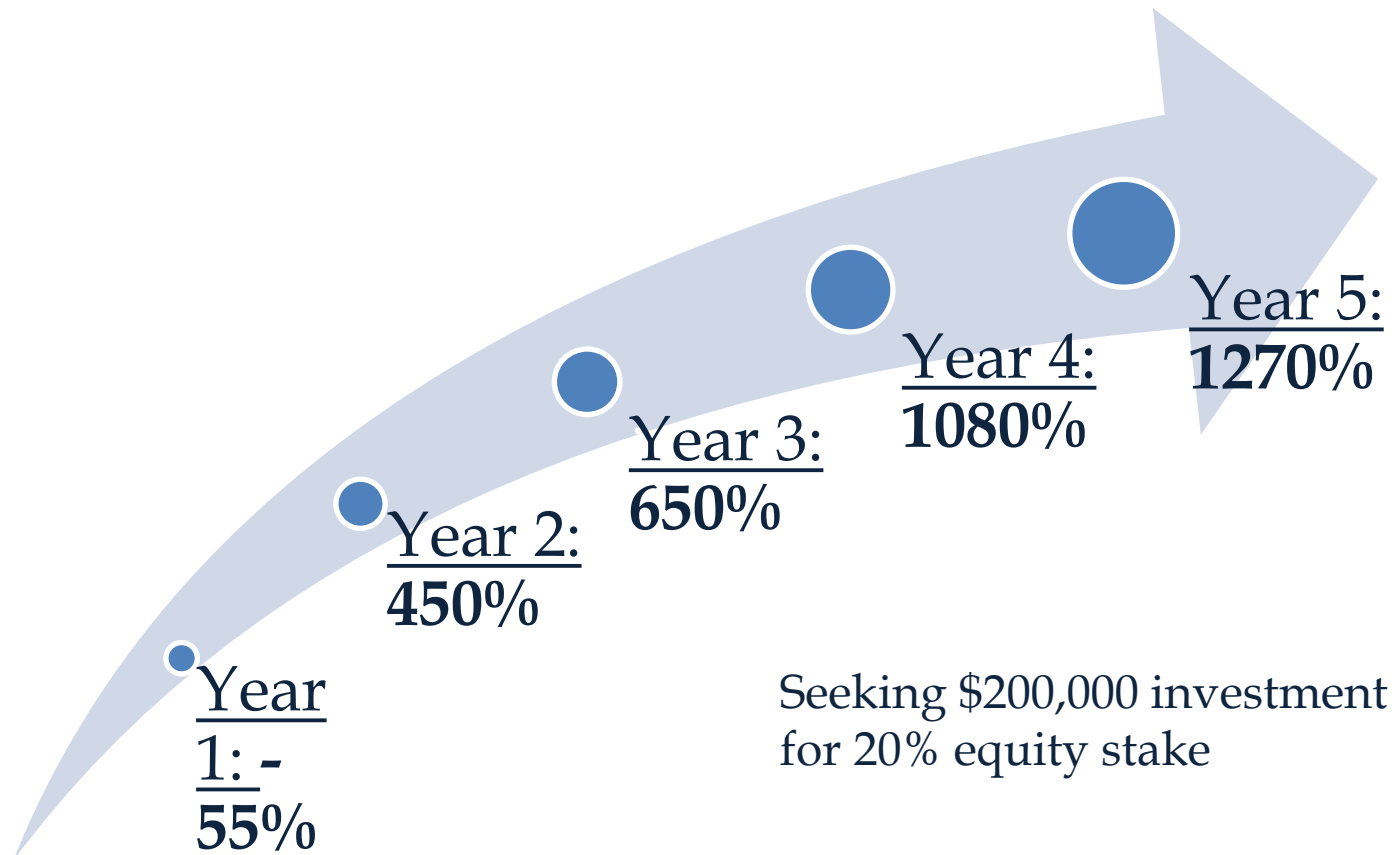 Year
1: -
55%
Year 2:
450%
Year 3:
650%
Year 4:
1080%
Year 5:
1270%
Seeking $200,000 investment
for 20% equity stake